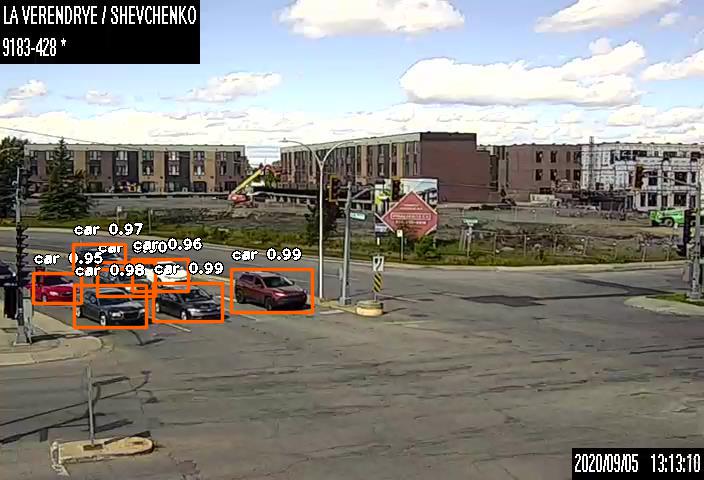 LA VERENDRYE / SHEVCHENKO
9183-428 *
car 0.97
car 0.96
car 0.95
car 0.98
car 0.99
car 0.99
2020/09/05 13:13:10